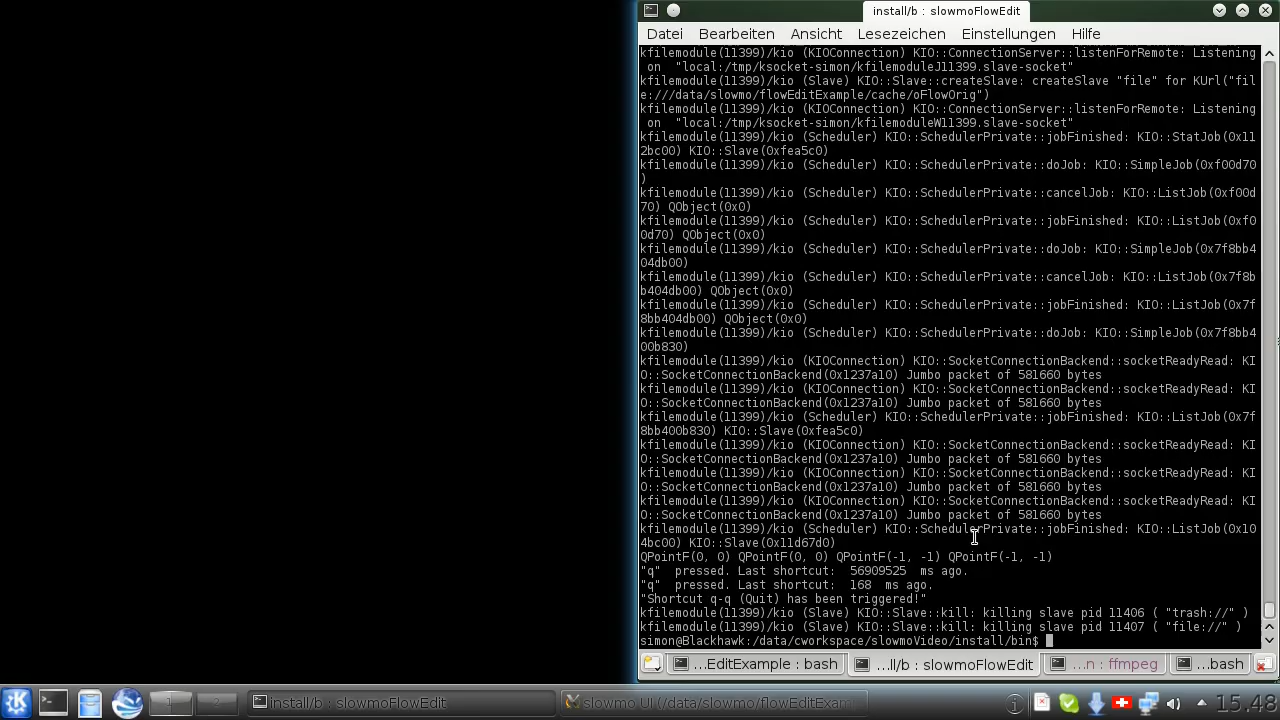 install/b : slowmoFlowEdit
Datei Bearbeiten Ansicht Lesezeichen Einstellungen Hilfe
kfilemodule(11399)/kio (KIOConnection) KIO::ConnectionServer::listenForRemote: Listening
 on  "local:/tmp/ksocket-simon/kfilemoduleJ11399.slave-socket"
kfilemodule(11399)/kio (Slave) KIO::Slave::createSlave: createSlave "file" for KUrl("fil
e:///data/slowmo/flowEditExample/cache/oFlowOrig")
kfilemodule(11399)/kio (KIOConnection) KIO::ConnectionServer::listenForRemote: Listening
 on  "local:/tmp/ksocket-simon/kfilemoduleW11399.slave-socket"
kfilemodule(11399)/kio (Scheduler) KIO::SchedulerPrivate::jobFinished: KIO::StatJob(0x11
2bc00) KIO::Slave(0xfea5c0)
kfilemodule(11399)/kio (Scheduler) KIO::SchedulerPrivate::doJob: KIO::SimpleJob(0xf00d70
)
kfilemodule(11399)/kio (Scheduler) KIO::SchedulerPrivate::cancelJob: KIO::ListJob(0xf00d
70) QObject(0x0)
kfilemodule(11399)/kio (Scheduler) KIO::SchedulerPrivate::jobFinished: KIO::ListJob(0xf0
0d70) QObject(0x0)
kfilemodule(11399)/kio (Scheduler) KIO::SchedulerPrivate::doJob: KIO::SimpleJob(0x7f8bb4
04db00)
kfilemodule(11399)/kio (Scheduler) KIO::SchedulerPrivate::cancelJob: KIO::ListJob(0x7f8b
b404db00) QObject(0x0)
kfilemodule(11399)/kio (Scheduler) KIO::SchedulerPrivate::jobFinished: KIO::ListJob(0x7f
8bb404db00) QObject(0x0)
kfilemodule(11399)/kio (Scheduler) KIO::SchedulerPrivate::doJob: KIO::SimpleJob(0x7f8bb4
00b830)
kfilemodule(11399)/kio (KIOConnection) KIO::SocketConnectionBackend::socketReadyRead: KI
O::SocketConnectionBackend(0x1237a10) Jumbo packet of 581660 bytes
kfilemodule(11399)/kio (KIOConnection) KIO::SocketConnectionBackend::socketReadyRead: KI
O::SocketConnectionBackend(0x1237a10) Jumbo packet of 581660 bytes
kfilemodule(11399)/kio (Scheduler) KIO::SchedulerPrivate::jobFinished: KIO::ListJob(0x7f
8bb400b830) KIO::Slave(0xfea5c0)
kfilemodule(11399)/kio (KIOConnection) KIO::SocketConnectionBackend::socketReadyRead: KI
O::SocketConnectionBackend(0x1237a10) Jumbo packet of 581660 bytes
kfilemodule(11399)/kio (KIOConnection) KIO::SocketConnectionBackend::socketReadyRead: KI
O::SocketConnectionBackend(0x1237a10) Jumbo packet of 581660 bytes
kfilemodule(11399)/kio (KIOConnection) KIO::SocketConnectionBackend::socketReadyRead: KI
O::SocketConnectionBackend(0x1237a10) Jumbo packet of 581660 bytes
kfilemodule(11399)/kio (Scheduler) KIO::SchedulerPrivate::jobFinished: KIO::ListJob(0x10
4bc00) KIO::Slave(0x11d67d0)
QPointF(0, 0) QPointF(0, 0) QPointF(-1, -1) QPointF(-1, -1)
"q"  pressed. Last shortcut:  56909525  ms ago.
"q"  pressed. Last shortcut:  168  ms ago.
"Shortcut q-q (Quit) has been triggered!"
kfilemodule(11399)/kio (Slave) KIO::Slave::kill: killing slave pid 11406 ( "trash://" )
kfilemodule(11399)/kio (Slave) KIO::Slave::kill: killing slave pid 11407 ( "file://" )
simon@Blackhawk:/data/cworkspace/slowmoVideo/install/bin$
...EditExample : bash ...ll/b : slowmoFlowEdit ...n : ffmpeg ...bash
1 2 install/b : slowmoFlowEdit slowmo UI (/data/slowmo/flowEditExam 15.48